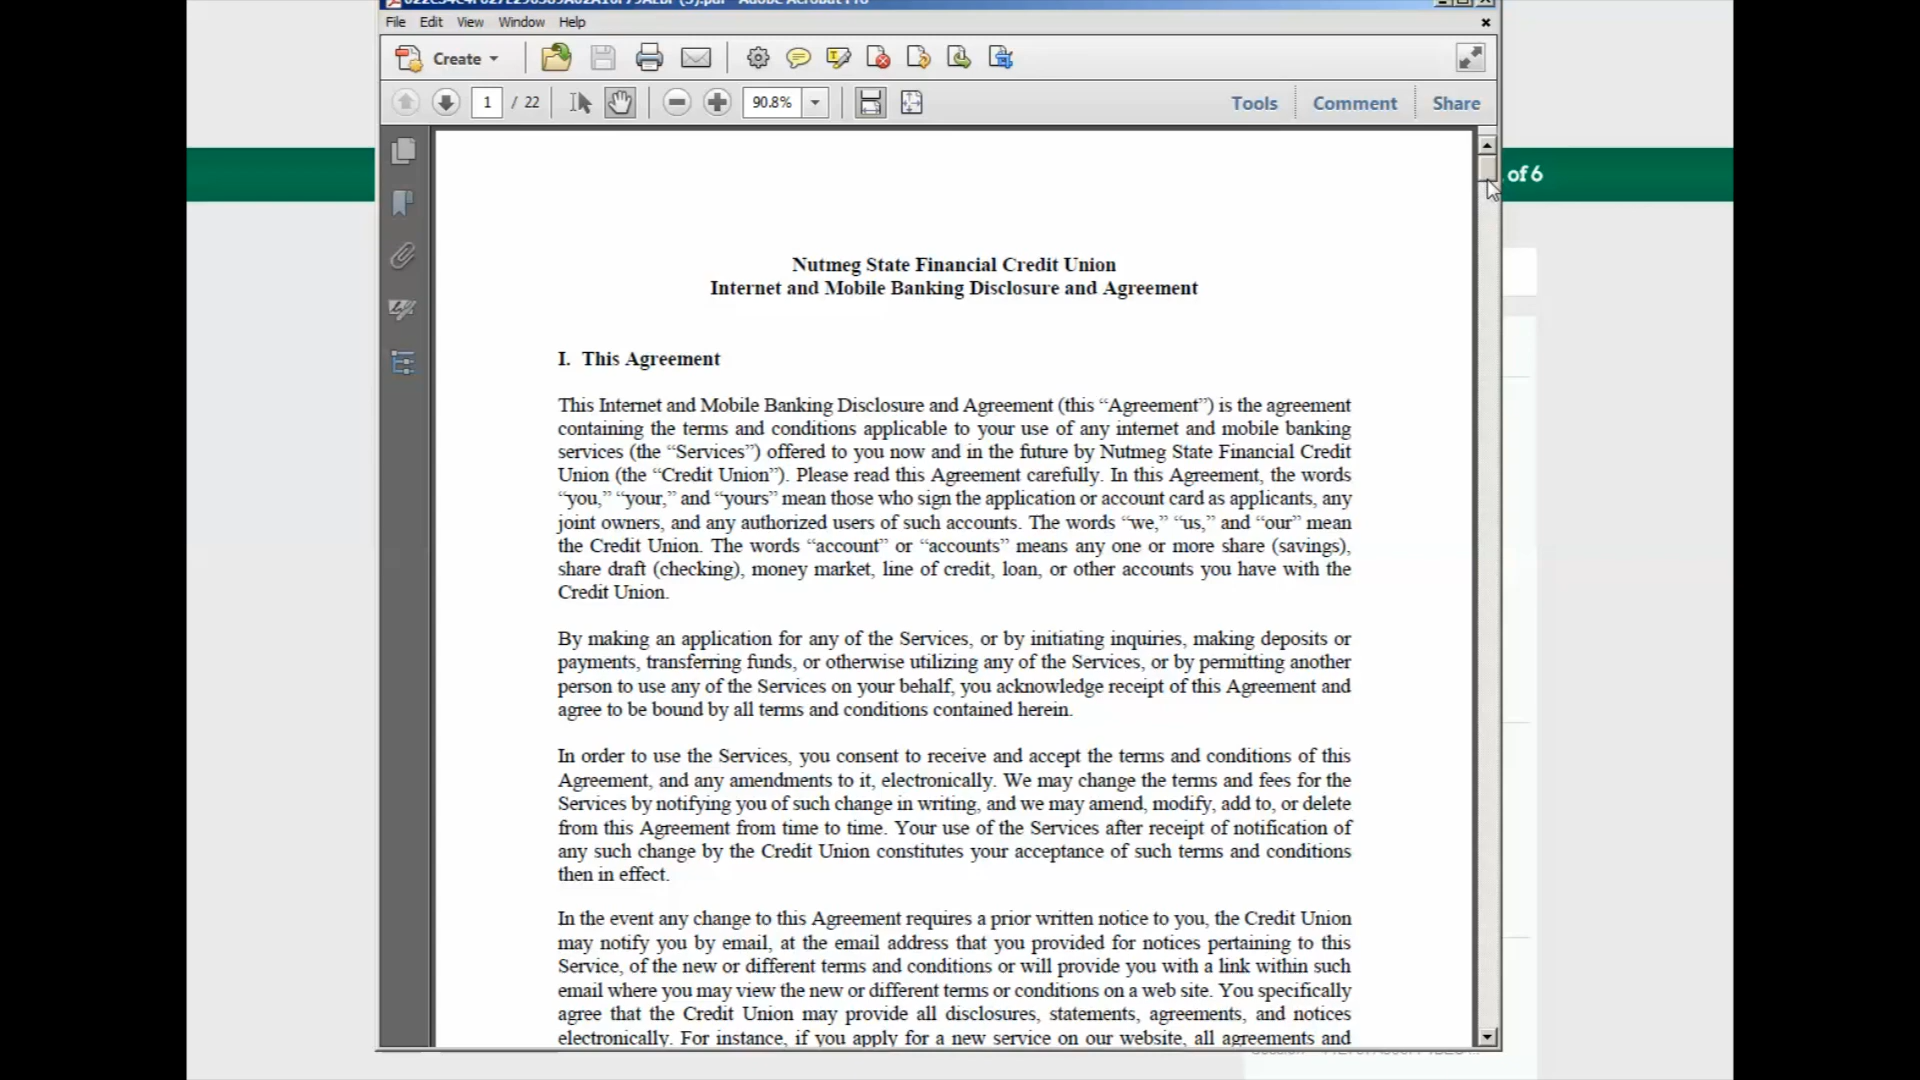 File Edit View Window Help
Create
1 / 22 90.8% Tools Comment Share
of 6
Nutmeg State Financial Credit Union
Internet and Mobile Banking Disclosure and Agreement
I. This Agreement
This Internet and Mobile Banking Disclosure and Agreement (this “Agreement”) is the agreement
containing the terms and conditions applicable to your use of any internet and mobile banking
services (the “Services”) offered to you now and in the future by Nutmeg State Financial Credit
Union (the “Credit Union”). Please read this Agreement carefully. In this Agreement, the words
“you,” “your,” and “yours” mean those who sign the application or account card as applicants, any
joint owners, and any authorized users of such accounts. The words “we,” “us,” and “our” mean
the Credit Union. The words “account” or “accounts” means any one or more share (savings),
share draft (checking), money market, line of credit, loan, or other accounts you have with the
Credit Union.
By making an application for any of the Services, or by initiating inquiries, making deposits or
payments, transferring funds, or otherwise utilizing any of the Services, or by permitting another
person to use any of the Services on your behalf, you acknowledge receipt of this Agreement and
agree to be bound by all terms and conditions contained herein.
In order to use the Services, you consent to receive and accept the terms and conditions of this
Agreement, and any amendments to it, electronically. We may change the terms and fees for the
Services by notifying you of such change in writing, and we may amend, modify, add to, or delete
from this Agreement from time to time. Your use of the Services after receipt of notification of
any such change by the Credit Union constitutes your acceptance of such terms and conditions
then in effect.
In the event any change to this Agreement requires a prior written notice to you, the Credit Union
may notify you by email, at the email address that you provided for notices pertaining to this
Service, of the new or different terms and conditions or will provide you with a link within such
email where you may view the new or different terms or conditions on a web site. You specifically
agree that the Credit Union may provide all disclosures, statements, agreements, and notices
electronically. For instance, if you apply for a new service on our website, all agreements and